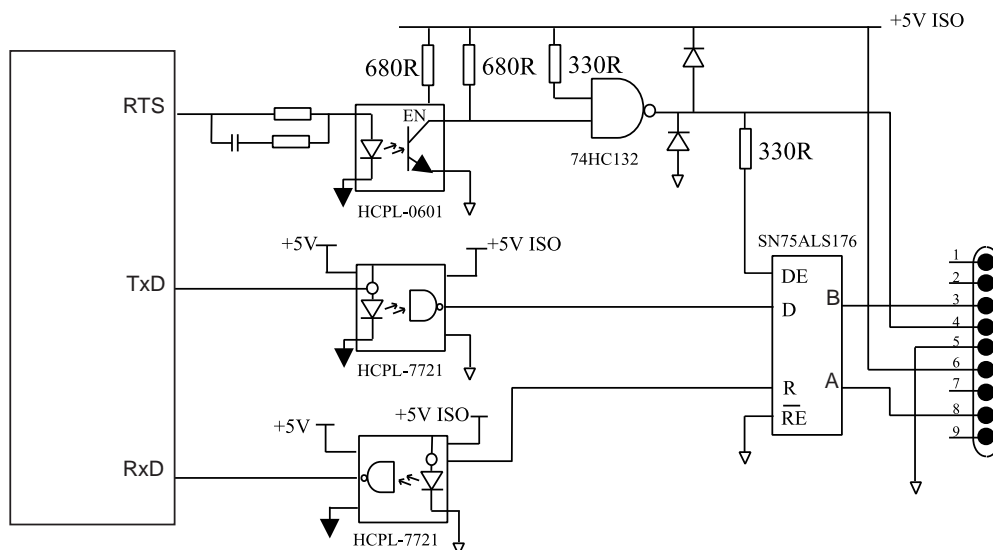 +5V ISO
680R
680R
330R
RTS
EN
74HC132
330R
HCPL-0601
+5V
+5V ISO
SN75ALS176
TxD
DE
D
B
HCPL-7721
R
A
RE
+5V
+5V ISO
RxD
HCPL-7721
1
2
3
4
5
6
7
8
9